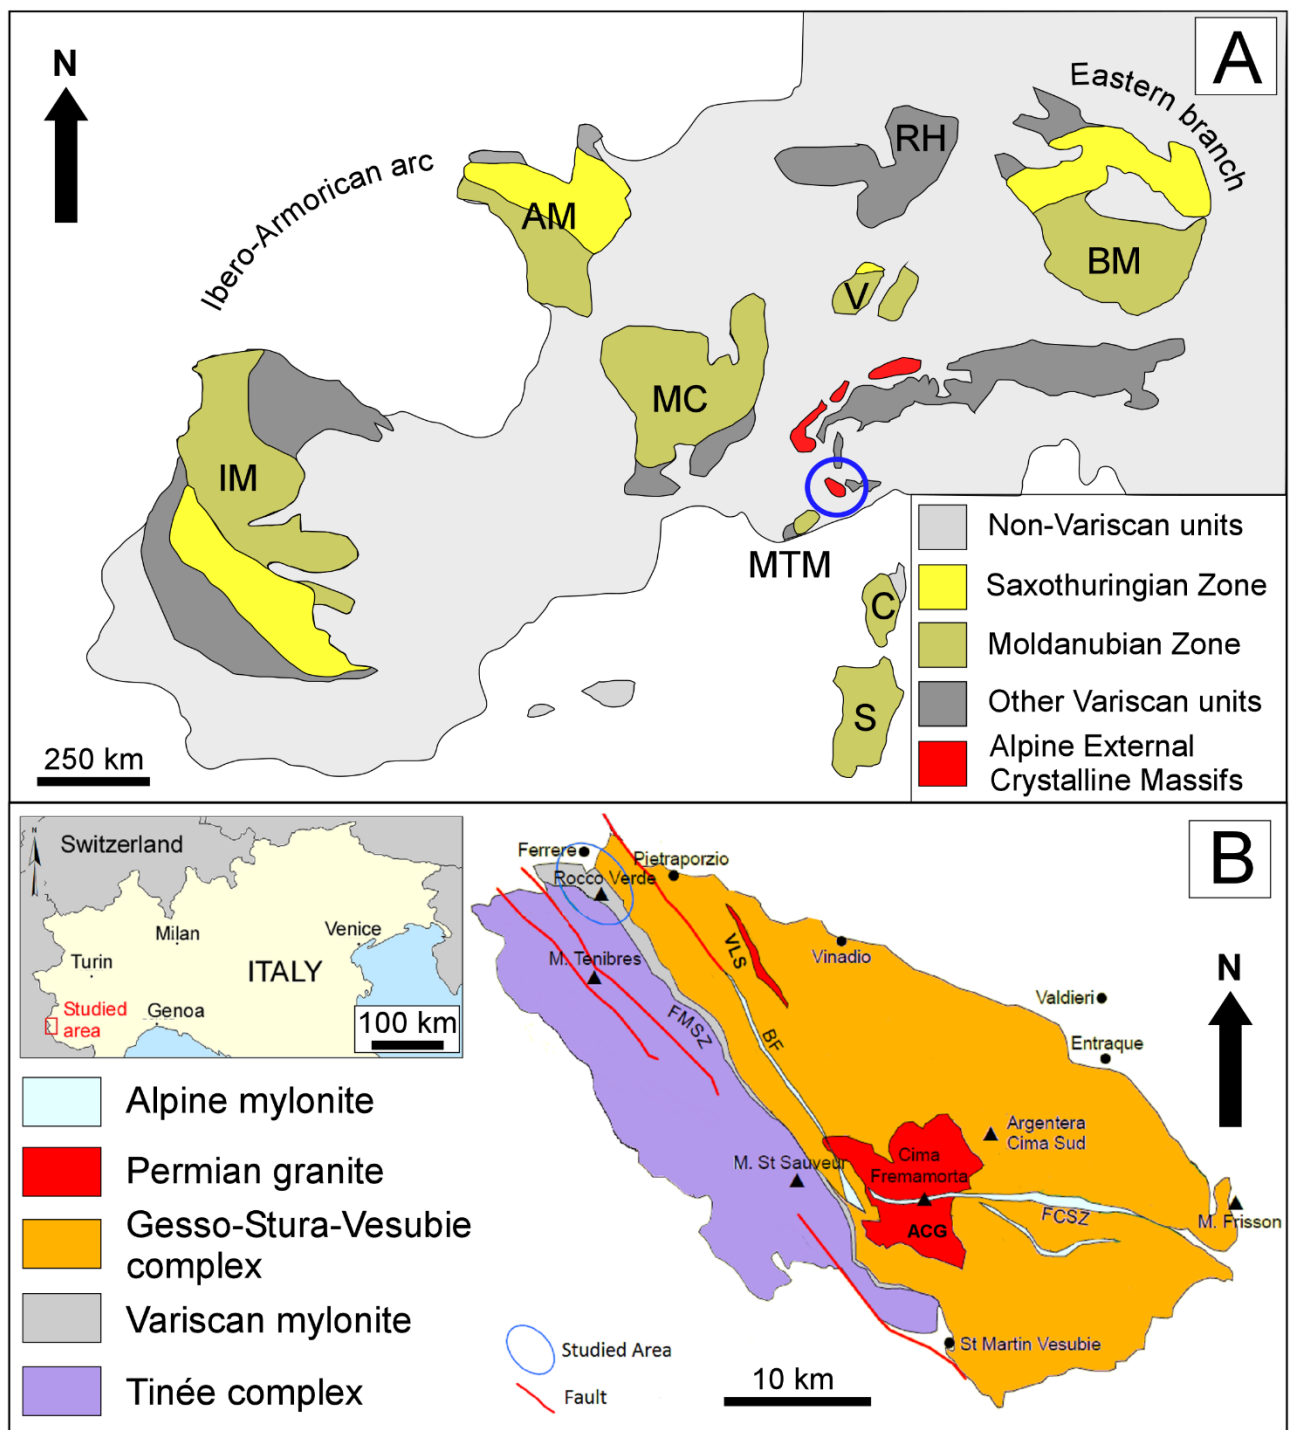 A
N
Ibero-Armorican arc
Eastern branch
RH
AM
BM
V
MC
IM
MTM
C
S
250 km
Non-Variscan units
Saxothuringian Zone
Moldanubian Zone
Other Variscan units
Alpine External
Crystalline Massifs
B
N
Switzerland
Milan
Venice
Turin
ITALY
Studied
area
Genoa
100 km
Ferrere
Pietraporzio
Rocco Verde
M. Tenibres
VLS
Vinadio
FMSZ
BF
Valdieri
Entraque
N
Argentera
Cima Sud
Cima
Fremamorta
M. St Sauveur
ACG
FCSZ
M. Frisson
St Martin Vesubie
Alpine mylonite
Permian granite
Gesso-Stura-Vesubie
complex
Variscan mylonite
Tinée complex
Studied Area
Fault
10 km